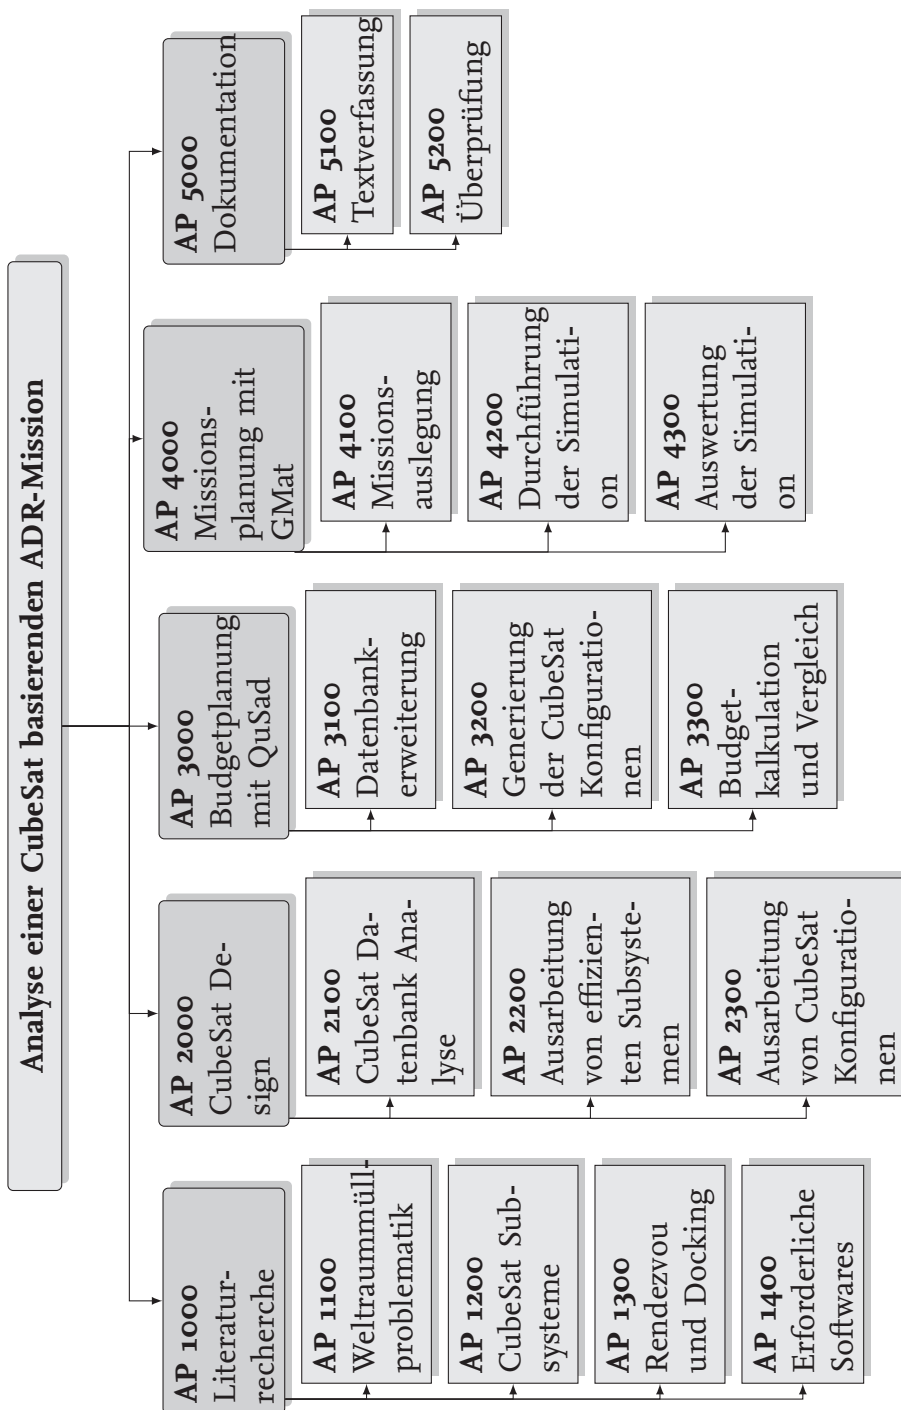 Analyse einer CubeSat basierenden ADR-Mission
AP 1000
Literatur-
recherche
AP 1100
Weltraummüll-
problematik
AP 1200
CubeSat Sub-
systeme
AP 1300
Rendezvou
und Docking
AP 1400
Erforderliche
Softwares
AP 2000
CubeSat De-
sign
AP 2100
CubeSat Da-
tenbank Ana-
lyse
AP 2200
Ausarbeitung
von effizien-
ten Subsyste-
men
AP 2300
Ausarbeitung
von CubeSat
Konfiguratio-
nen
AP 3000
Budgetplanung
mit QuSad
AP 3100
Datenbank-
erweiterung
AP 3200
Generierung
der CubeSat
Konfiguratio-
nen
AP 3300
Budget-
kalkulation
und Vergleich
AP 4000
Missions-
planung mit
GMat
AP 4100
Missions-
auslegung
AP 4200
Durchführung
der Simulati-
on
AP 4300
Auswertung
der Simulati-
on
AP 5000
Dokumentation
AP 5100
Textverfassung
AP 5200
Überprüfung